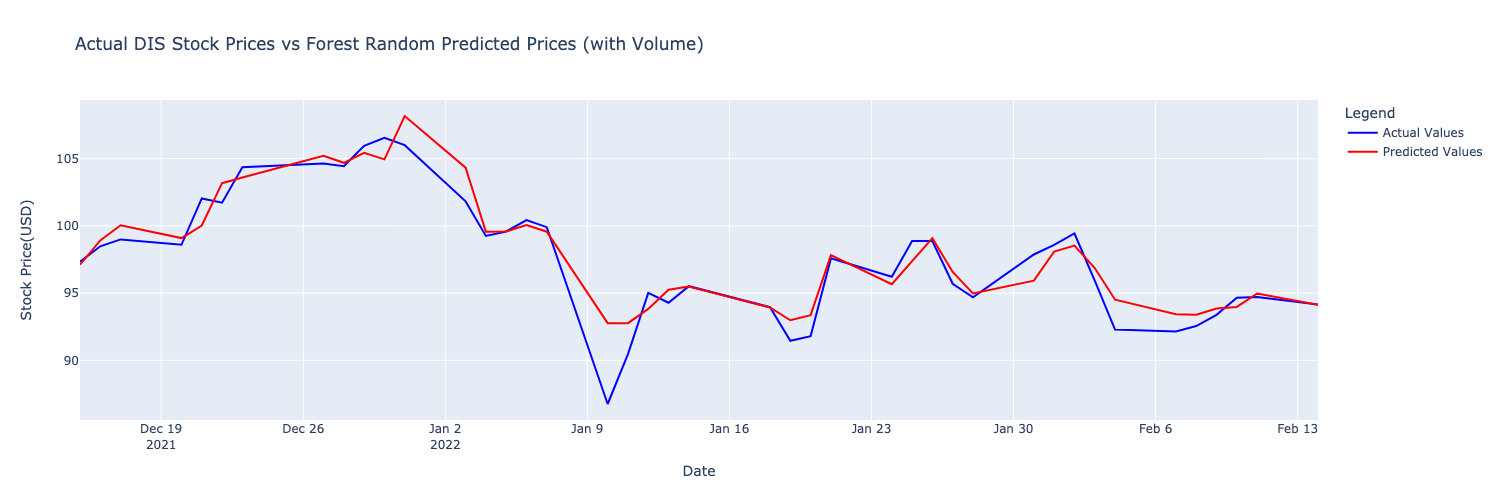 Actual DIS Stock Prices vs Forest Random Predicted Prices (with Volume)
Legend
Actual Values
Predicted Values
Stock Price(USD)
105
100
95
90
Dec 19
2021
Dec 26
Jan 2
2022
Jan 9
Jan 16
Jan 23
Jan 30
Feb 6
Feb 13
Date